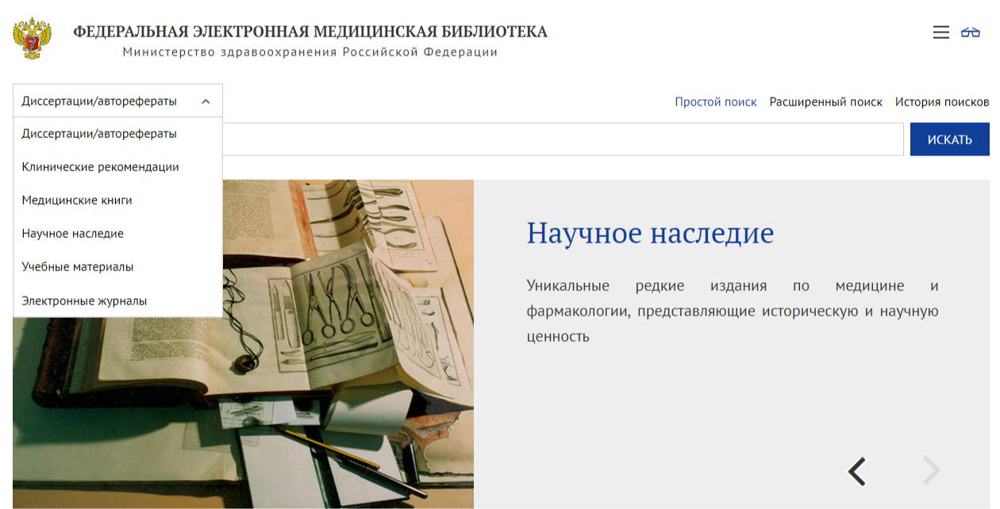 ФЕДЕРАЛЬНАЯ ЭЛЕКТРОННАЯ МЕДИЦИНСКАЯ БИБЛИОТЕКА
Министерство здравоохранения Российской Федерации
Диссертации/авторефераты
Простой поиск Расширенный поиск История поисков
Диссертации/авторефераты
ИСКАТЬ
Клинические рекомендации
Медицинские книги
Научное наследие
Учебные материалы
Электронные журналы
Научное наследие
Уникальные редкие издания по медицине и
фармакологии, представляющие историческую и научную
ценность